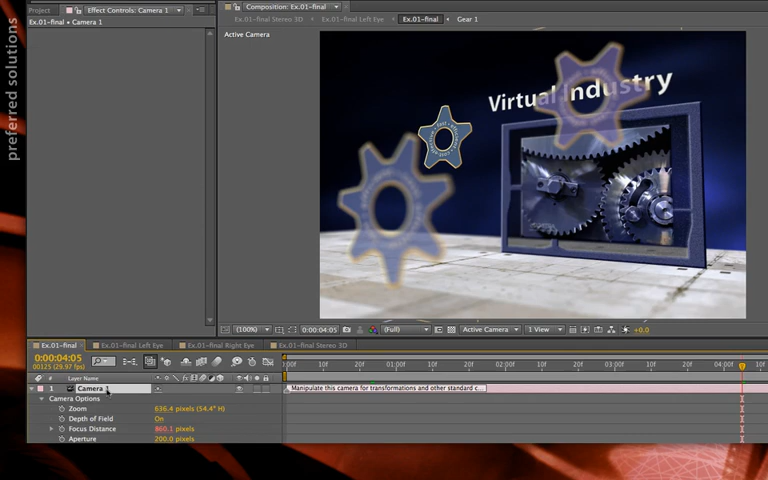 preferred solutions
Project
Effect Controls: Camera 1
Ex.01-final • Camera 1
Composition: Ex.01-final
Ex.01-final Stereo 3D
Ex.01-final Left Eye
Ex.01-final
Gear 1
Active Camera
Virtual Industry
(100%)
0:00:04:05
(Full)
Active Camera
1 View
+0.0
Ex.01-final
Ex.01-final Left Eye
Ex.01-final Right Eye
Ex.01-final Stereo 3D
0:00:04:05
00125 (29.97 fps)
:00f 10f 20f 01:00f 10f 20f 02:00f 10f 20f 03:00f 10f 20f 04:00f
# Layer Name
1 Camera 1
Manipulate this camera for transformations and other standard c...
Camera Options
Zoom 636.4 pixels (54.4° H)
Depth of Field On
Focus Distance 860.1 pixels
Aperture 200.0 pixels